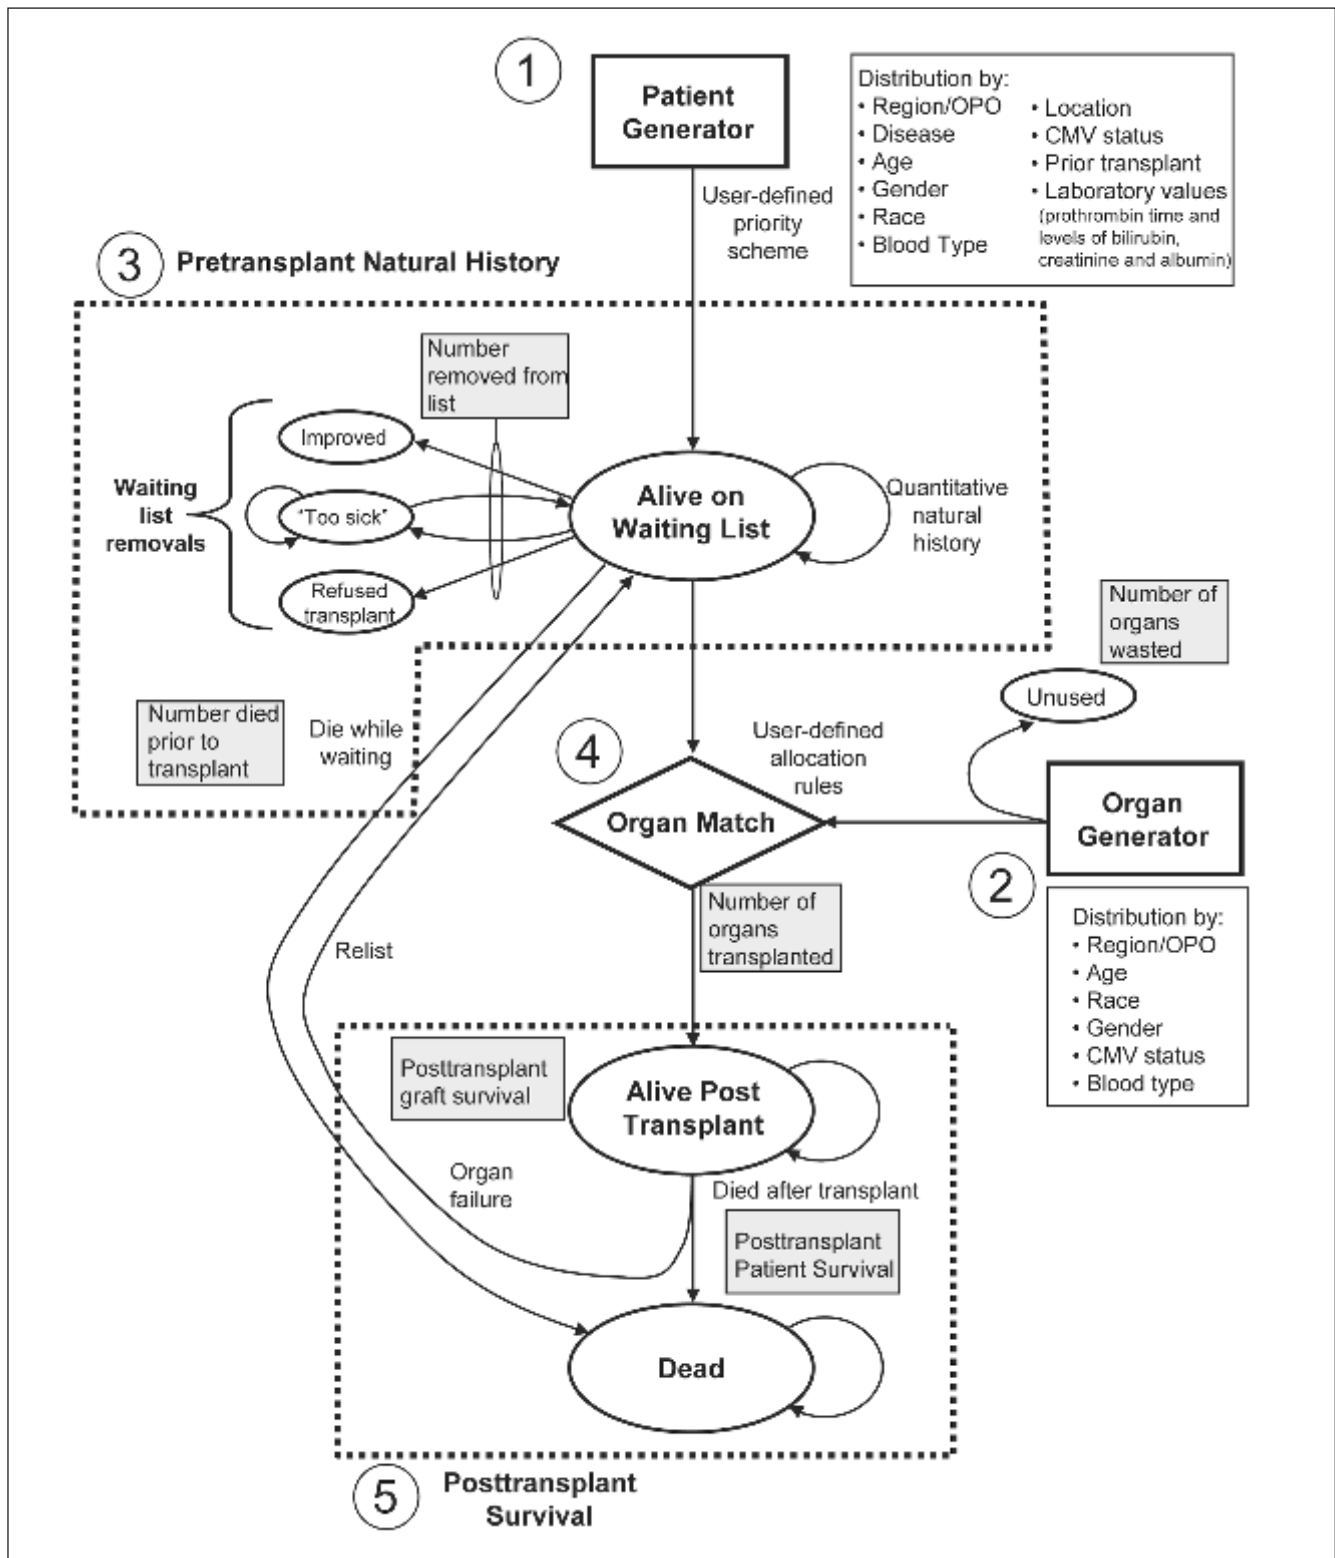 1
Patient
Generator
Distribution by:
• Region/OPO
• Disease
• Age
• Gender
• Race
• Blood Type
• Location
• CMV status
• Prior transplant
• Laboratory values
(prothrombin time and
levels of bilirubin,
creatinine and albumin)
User-defined
priority
scheme
3
Pretransplant Natural History
Number
removed from
list
Improved
"Too sick"
Refused
transplant
Waiting
list
removals
Alive on
Waiting List
Quantitative
natural
history
Number of
organs
wasted
Unused
Number died
prior to
transplant
Die while
waiting
4
User-defined
allocation
rules
Organ Match
Organ
Generator
2
Distribution by:
• Region/OPO
• Age
• Race
• Gender
• CMV status
• Blood type
Number of
organs
transplanted
Relist
Posttransplant
graft survival
Alive Post
Transplant
Organ
failure
Died after transplant
Posttransplant
Patient Survival
Dead
5
Posttransplant
Survival